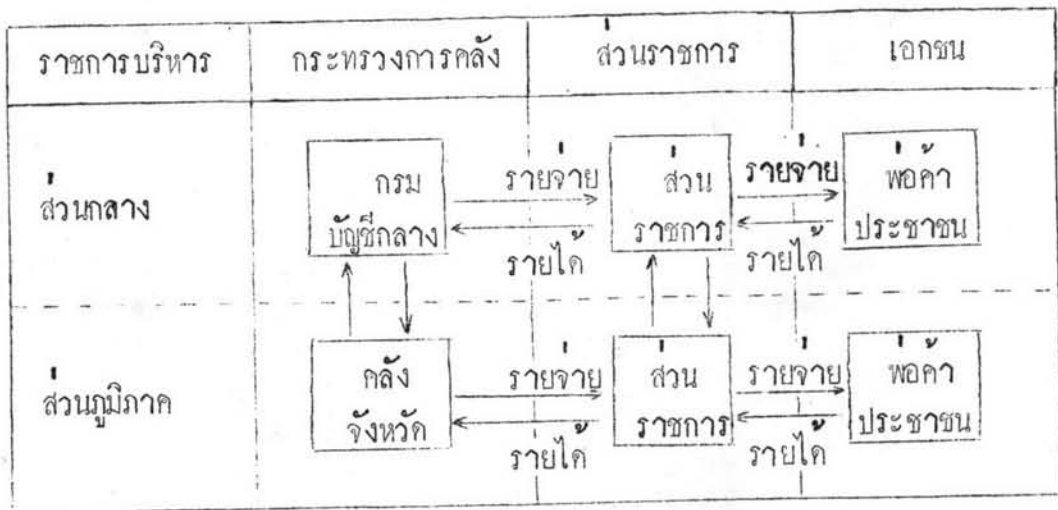 ราชการบริหาร กระทรวงการคลัง ส่วนราชการ เอกชน
กรม รายจ่าย ส่วน รายจ่าย พ่อค้า
ส่วนกลาง
บัญชีกลาง ราชการ ประชาชน
รายได้ รายได้
คลัง รายจ่าย ส่วน รายจ่าย พ่อค้า
ส่วนภูมิภาค
จังหวัด ราชการ ประชาชน
รายได้ รายได้